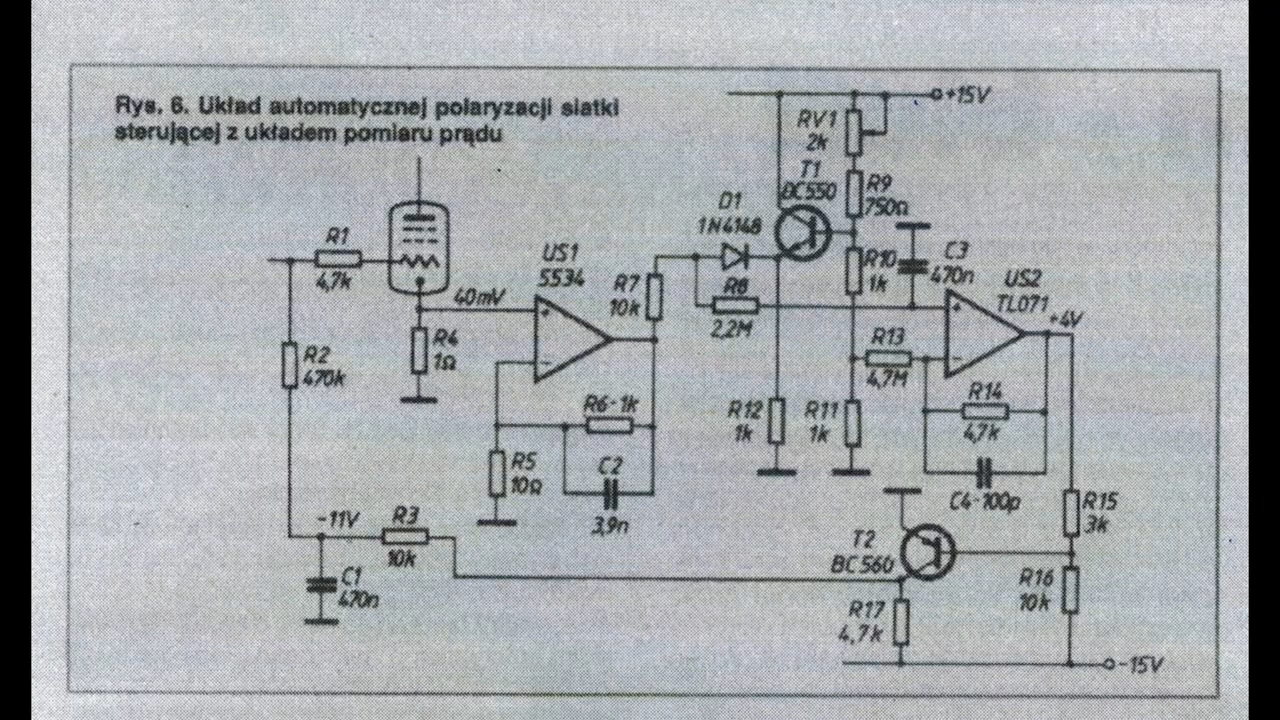 Rys. 6. Układ automatycznej polaryzacji siatki
sterującej z układem pomiaru prądu
+15V
RV1
2k
T1
BC550
R9
750Ω
D1
1N4148
R1
4,7k
US1
5534
R7
10k
R10
1k
C3
470n
US2
TL071
+4V
40mV
R8
2,2M
R4
1Ω
R2
470k
R13
4,7M
R14
4,7k
R6-1k
R12
1k
R11
1k
R5
10Ω
C2
3,9n
C4-100p
R15
3k
-11V
R3
10k
T2
BC560
C1
470n
R16
10k
R17
4,7k
-15V